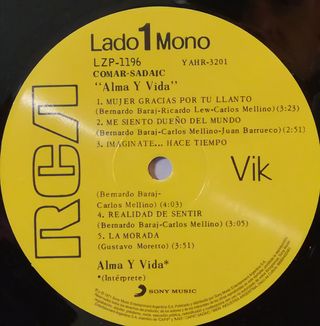 RCA
Lado 1 Mono
LZP-1196 YAHR-3201
COMAR-SADAIC
"Alma Y Vida"
1. MUJER GRACIAS POR TU LLANTO
(Bernardo Baraj-Ricardo Lew-Carlos Mellino)(3:23)
2. ME SIENTO DUEÑO DEL MUNDO
(Bernardo Baraj-Carlos Mellino-Juan Barrueco)(2:51)
3. IMAGINATE... HACE TIEMPO
Vik
(Bernardo Baraj-
Carlos Mellino) (4:03)
4. REALIDAD DE SENTIR
(Bernardo Baraj-Carlos Mellino) (3:05)
5. LA MORADA
(Gustavo Moretto) (3:51)
Alma Y Vida*
*(Intérprete)
SONY MUSIC